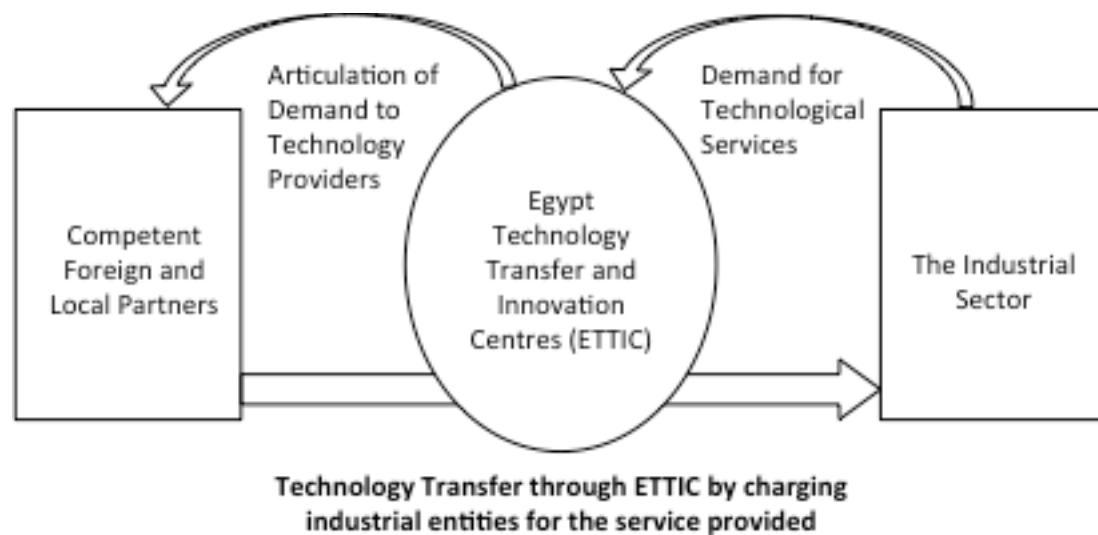 Articulation of
Demand to
Technology
Providers
Demand for
Technological
Services
Competent
Foreign and
Local Partners
Egypt
Technology
Transfer and
Innovation
Centres (ETTIC)
The Industrial
Sector
Technology Transfer through ETTIC by charging
industrial entities for the service provided